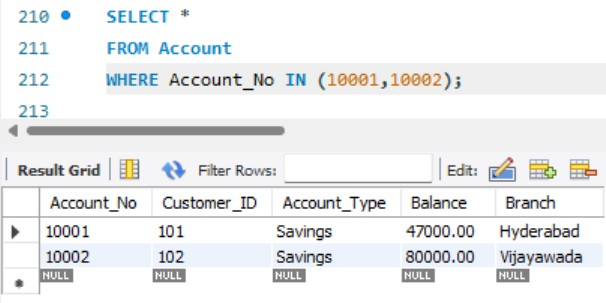 210 SELECT *
211 FROM Account
212 WHERE Account_No IN (10001,10002);
213
Result Grid Filter Rows: Edit:
Account_No Customer_ID Account_Type Balance Branch
10001 101 Savings 47000.00 Hyderabad
10002 102 Savings 80000.00 Vijayawada
NULL NULL NULL NULL NULL